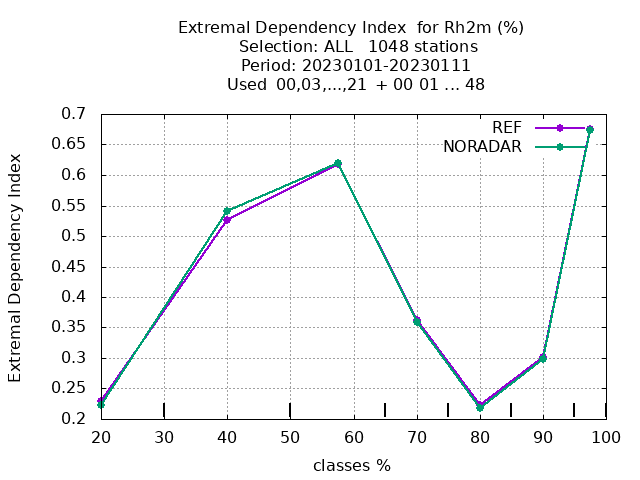 Extremal Dependency Index  for Rh2m (%)
Selection: ALL   1048 stations
Period: 20230101-20230111
Used  00,03,...,21  + 00 01 ... 48
REF
NORADAR
Extremal Dependency Index
0.7
0.65
0.6
0.55
0.5
0.45
0.4
0.35
0.3
0.25
0.2
20 30 40 50 60 70 80 90 100
classes %